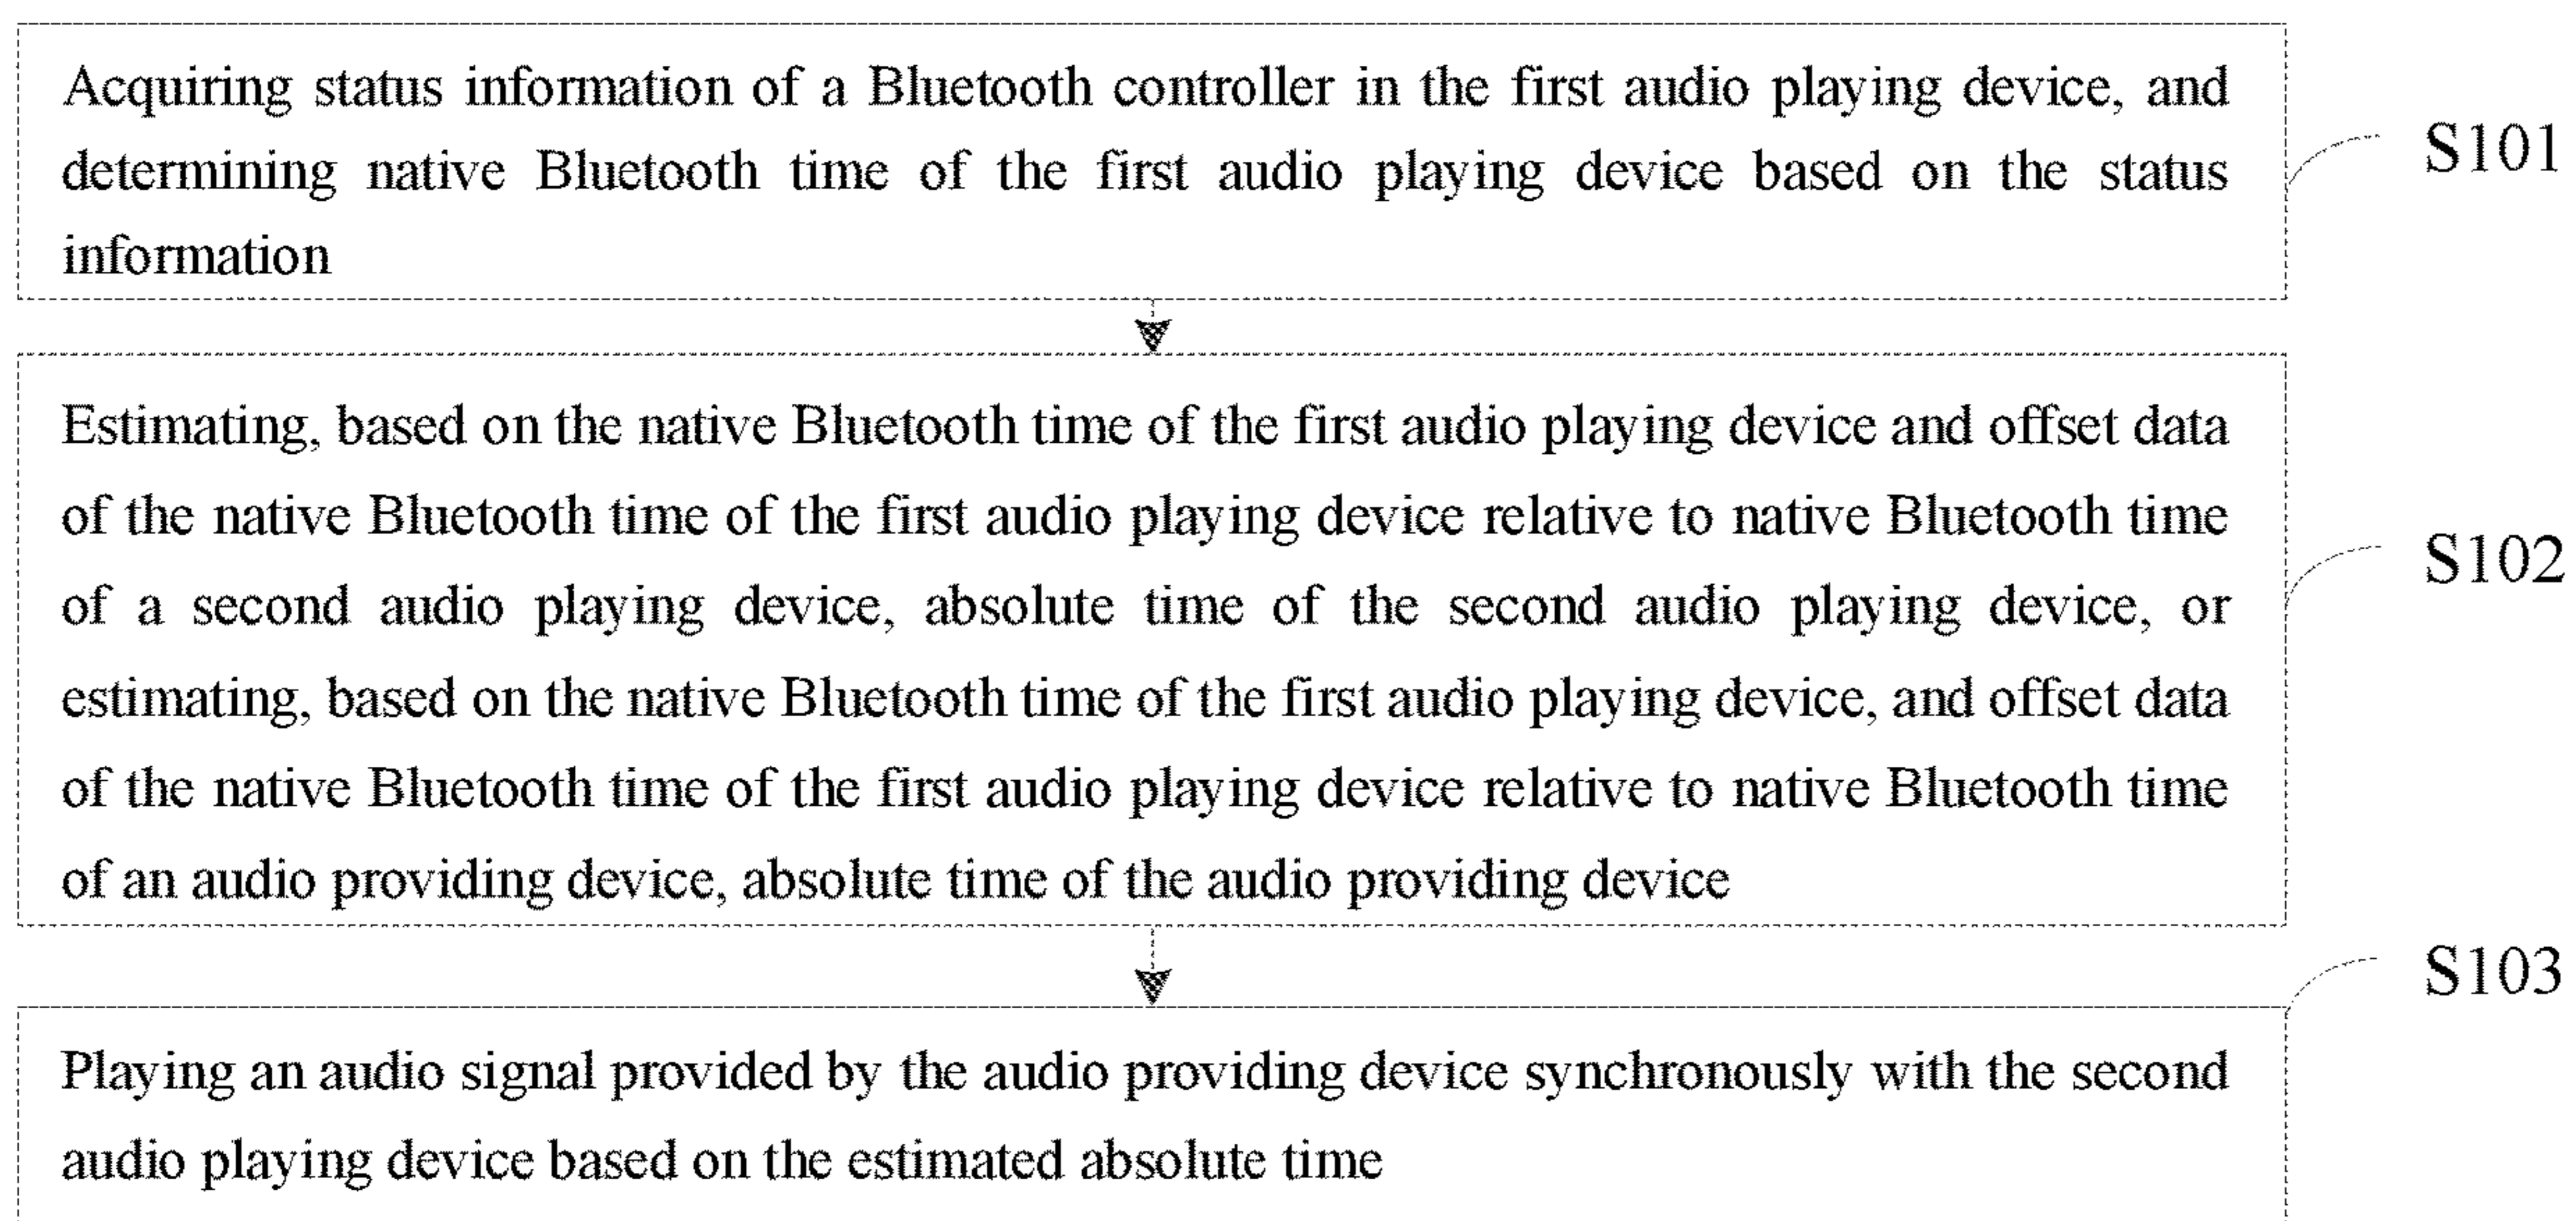 Acquiring status information of a Bluetooth controller in the first audio playing device, and
determining native Bluetooth time of the first audio playing device based on the status
information
S101
Estimating, based on the native Bluetooth time of the first audio playing device and offset data
of the native Bluetooth time of the first audio playing device relative to native Bluetooth time
of a second audio playing device, absolute time of the second audio playing device, or
estimating, based on the native Bluetooth time of the first audio playing device, and offset data
of the native Bluetooth time of the first audio playing device relative to native Bluetooth time
of an audio providing device, absolute time of the audio providing device
S102
Playing an audio signal provided by the audio providing device synchronously with the second
audio playing device based on the estimated absolute time
S103